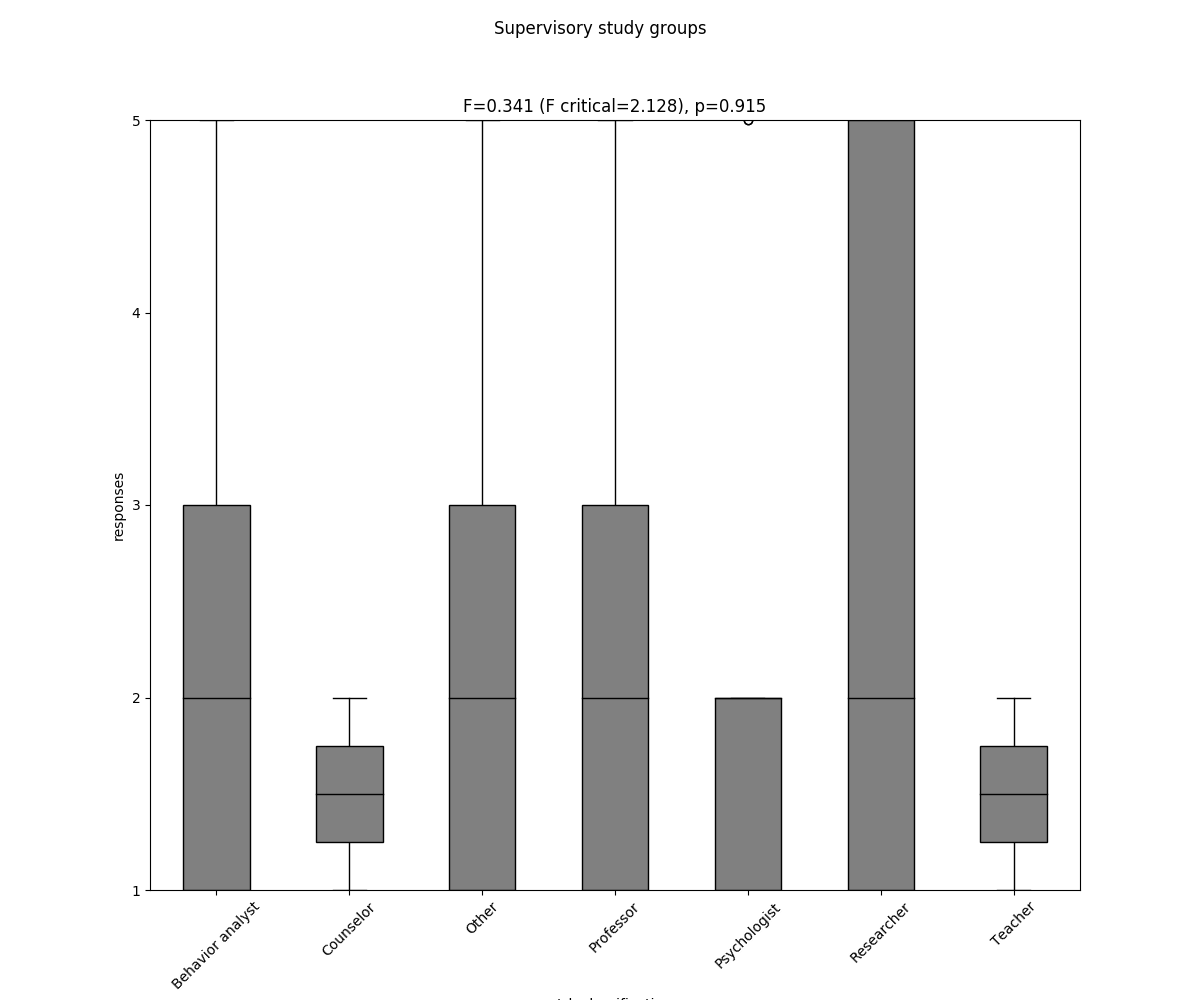 Supervisory study groups
F=0.341 (F critical=2.128), p=0.915
5
4
3
2
1
responses
Behavior analyst
Counselor
Other
Professor
Psychologist
Researcher
Teacher